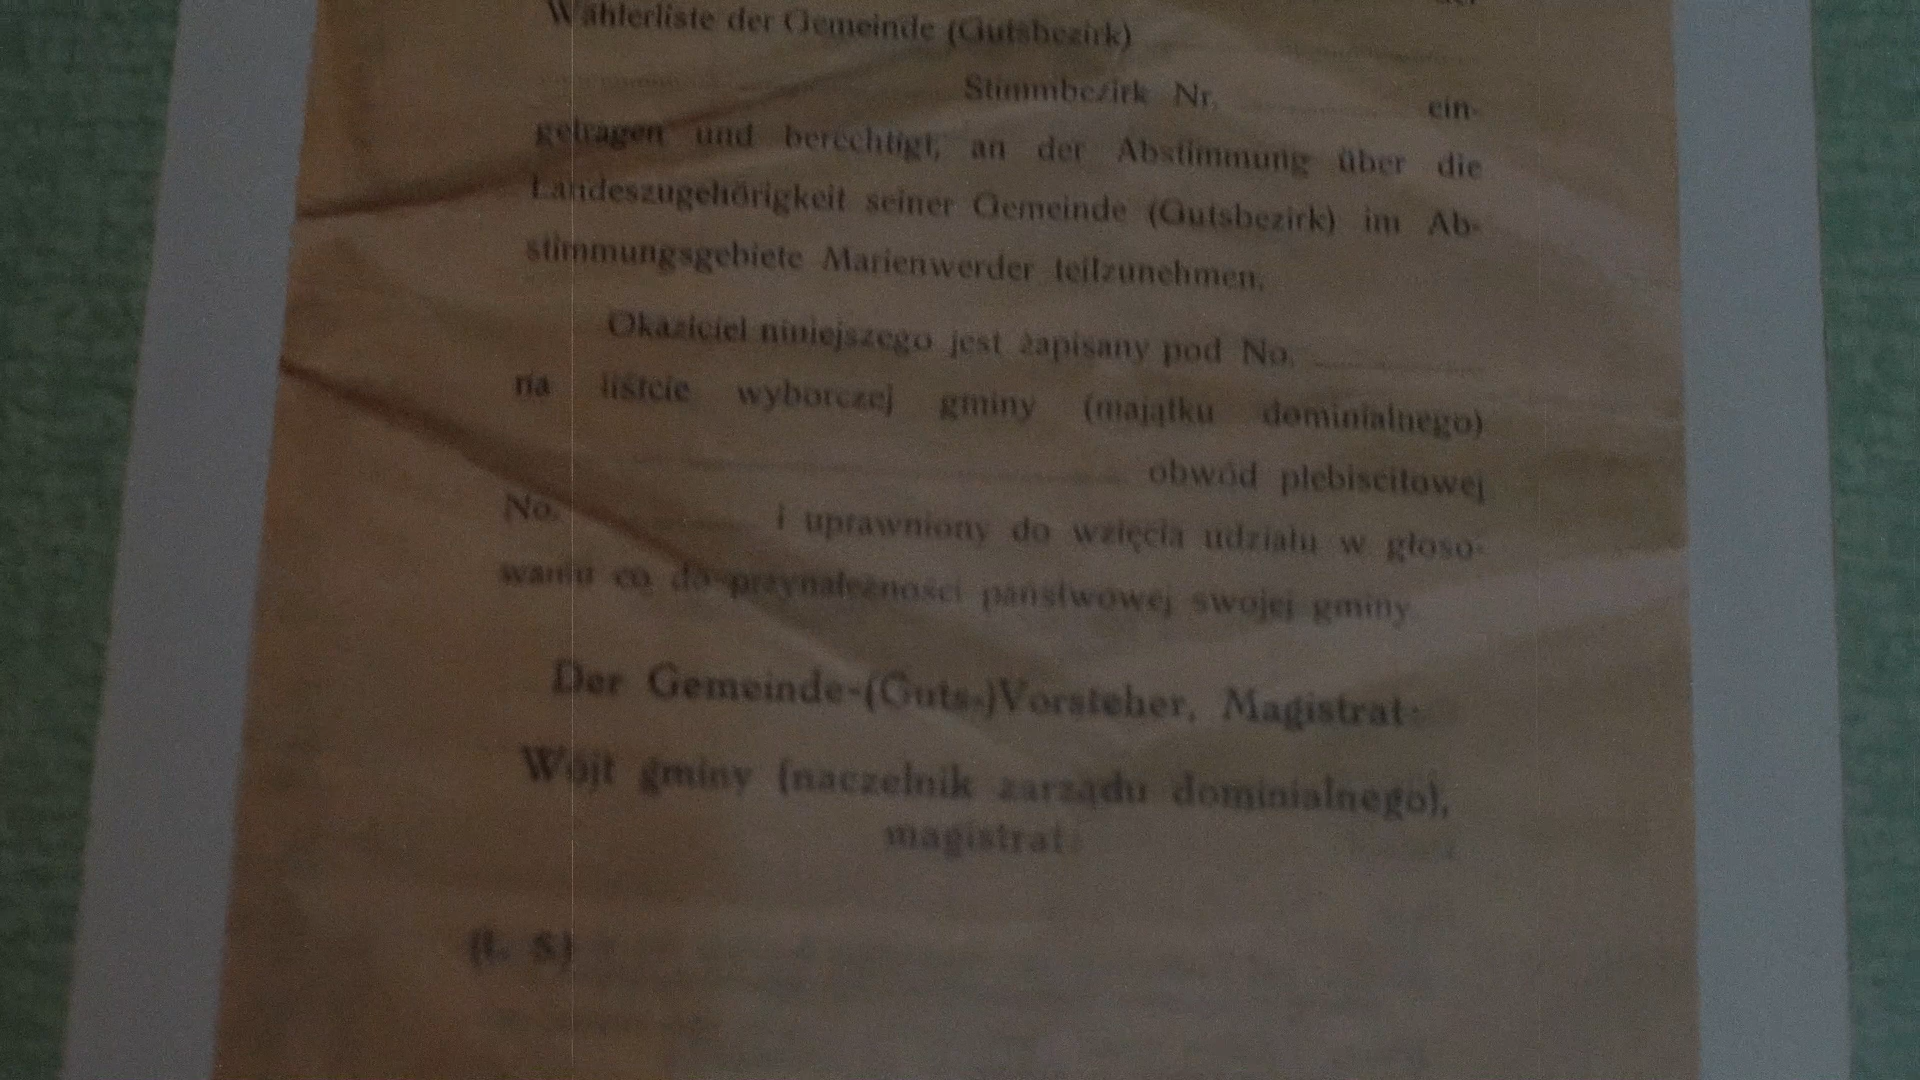 der
Wählerliste der Gemeinde (Gutsbezirk)
Stimmbezirk Nr. ein-
getragen und berechtigt, an der Abstimmung über die
Landeszugehörigkeit seiner Gemeinde (Gutsbezirk) im Ab-
stimmungsgebiete Marienwerder teilzunehmen.
Okaziciel niniejszego jest zapisany pod No.
na liście wyborczej gminy (majątku dominialnego)
obwód plebiscitowej
No. i uprawniony do wzięcia udziału w głoso-
waniu co do przynależności państwowej swojej gminy
Der Gemeinde-(Guts-)Vorsteher, Magistrat:
Wójt gminy (naczelnik zarządu dominialnego),
magistrat:
(L. S)